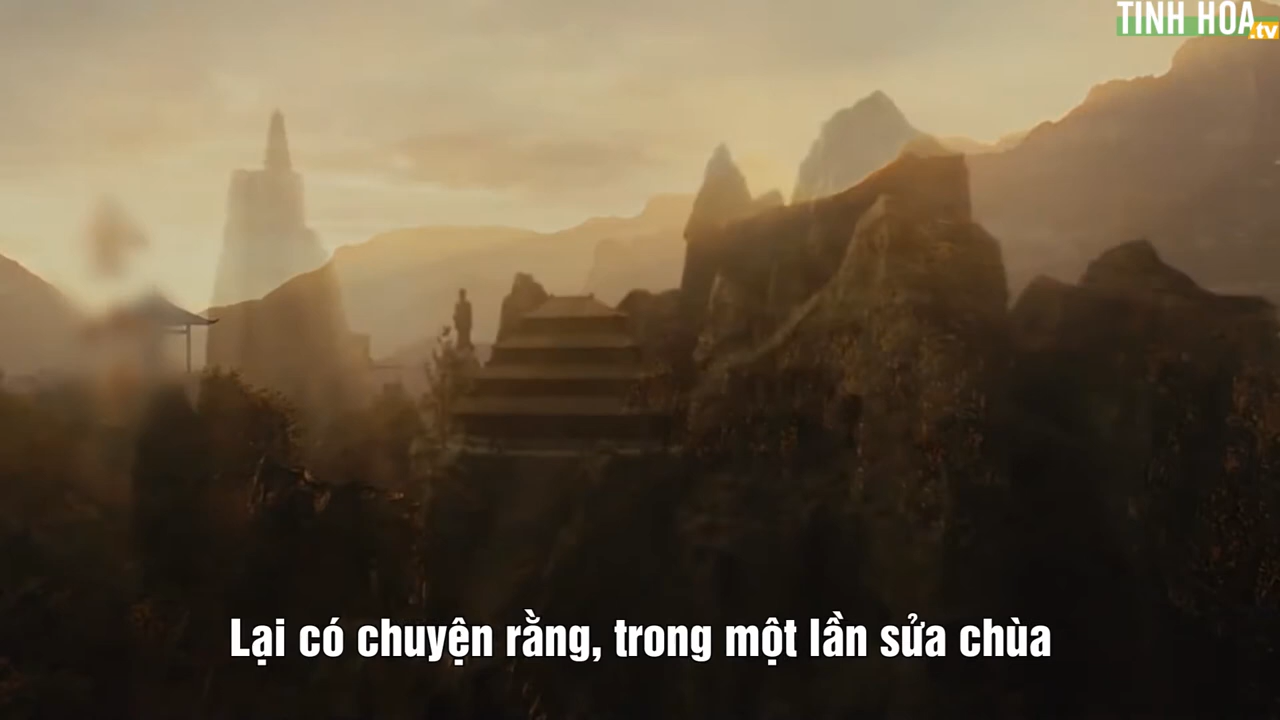 TINH HOA
.tv
Lại có chuyện rằng, trong một lần sửa chùa